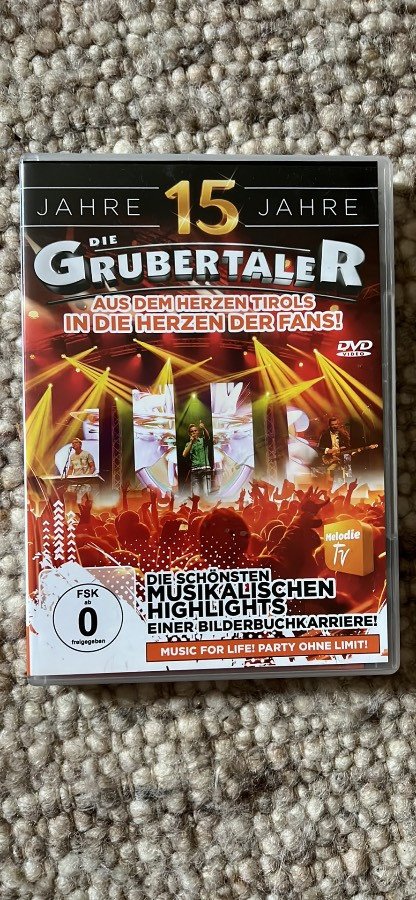 JAHRE 15 JAHRE
DIE
GRUBERTALER
AUS DEM HERZEN TIROLS
IN DIE HERZEN DER FANS!
DVD
VIDEO
Melodie
TV
DIE SCHÖNSTEN
MUSIKALISCHEN
HIGHLIGHTS
EINER BILDERBUCHKARRIERE!
FSK
ab
0
freigegeben
MUSIC FOR LIFE! PARTY OHNE LIMIT!